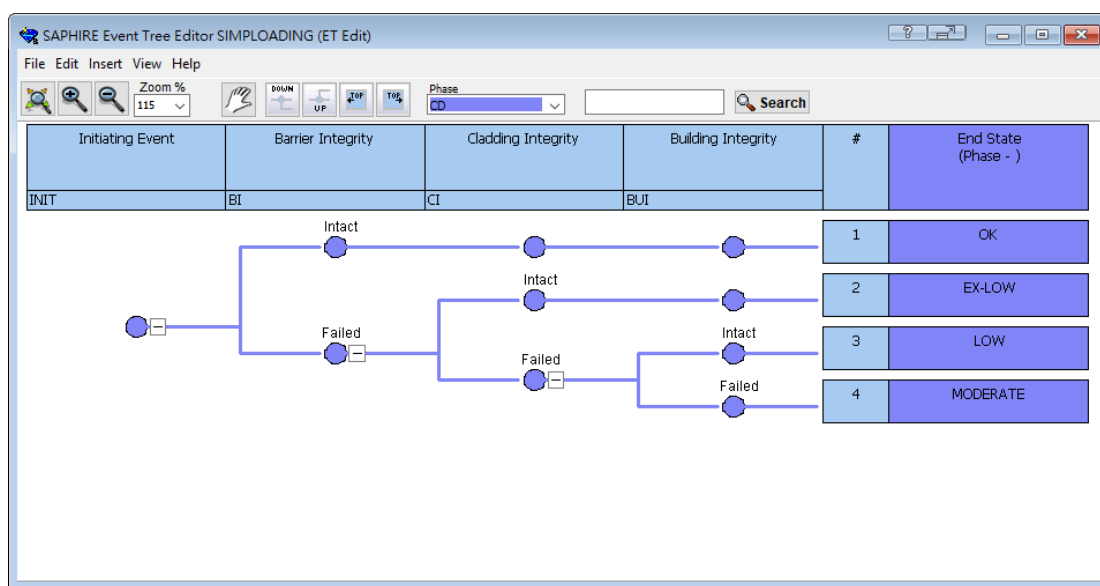 SAPHIRE Event Tree Editor SIMPLOADING (ET Edit)
File Edit Insert View Help
Zoom %
115
DOWN
UP
TOP
TOP
Phase
CD
Search
Initiating Event
Barrier Integrity
Cladding Integrity
Building Integrity
#
End State
(Phase - )
INIT
BI
CI
BUI
Intact
1
OK
Intact
2
EX-LOW
Failed
Intact
3
LOW
Failed
Failed
4
MODERATE